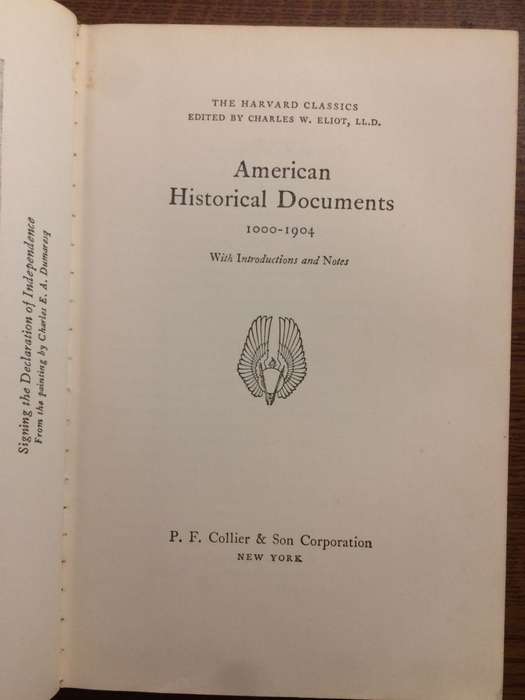 Signing the Declaration of Independence
From the painting by Charles E. A. Dumaresq
THE HARVARD CLASSICS
EDITED BY CHARLES W. ELIOT, LL.D.
American
Historical Documents
1000-1904
With Introductions and Notes
P. F. Collier & Son Corporation
NEW YORK